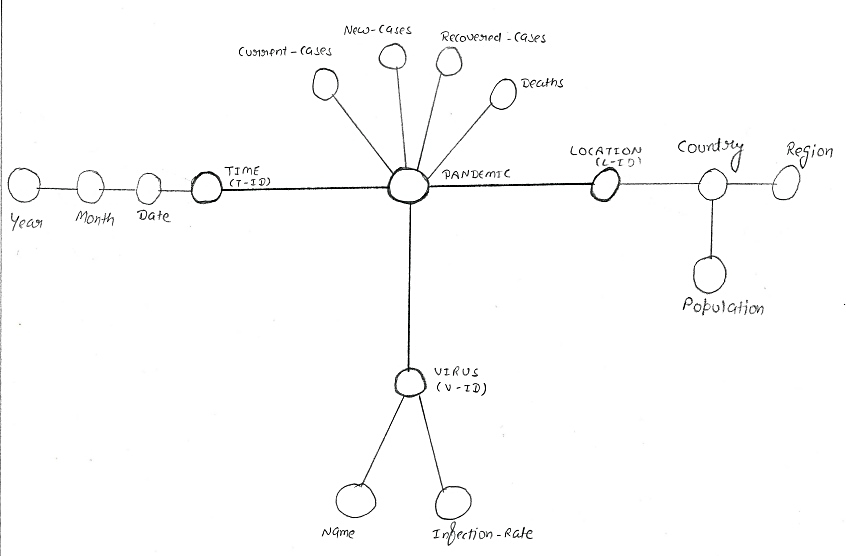 New-Cases
Recovered-Cases
Current-Cases
Deaths
TIME
(T-ID)
PANDEMIC
LOCATION
(L-ID)
Country
Region
Year
Month
Date
Population
VIRUS
(V-ID)
Name
Infection-Rate